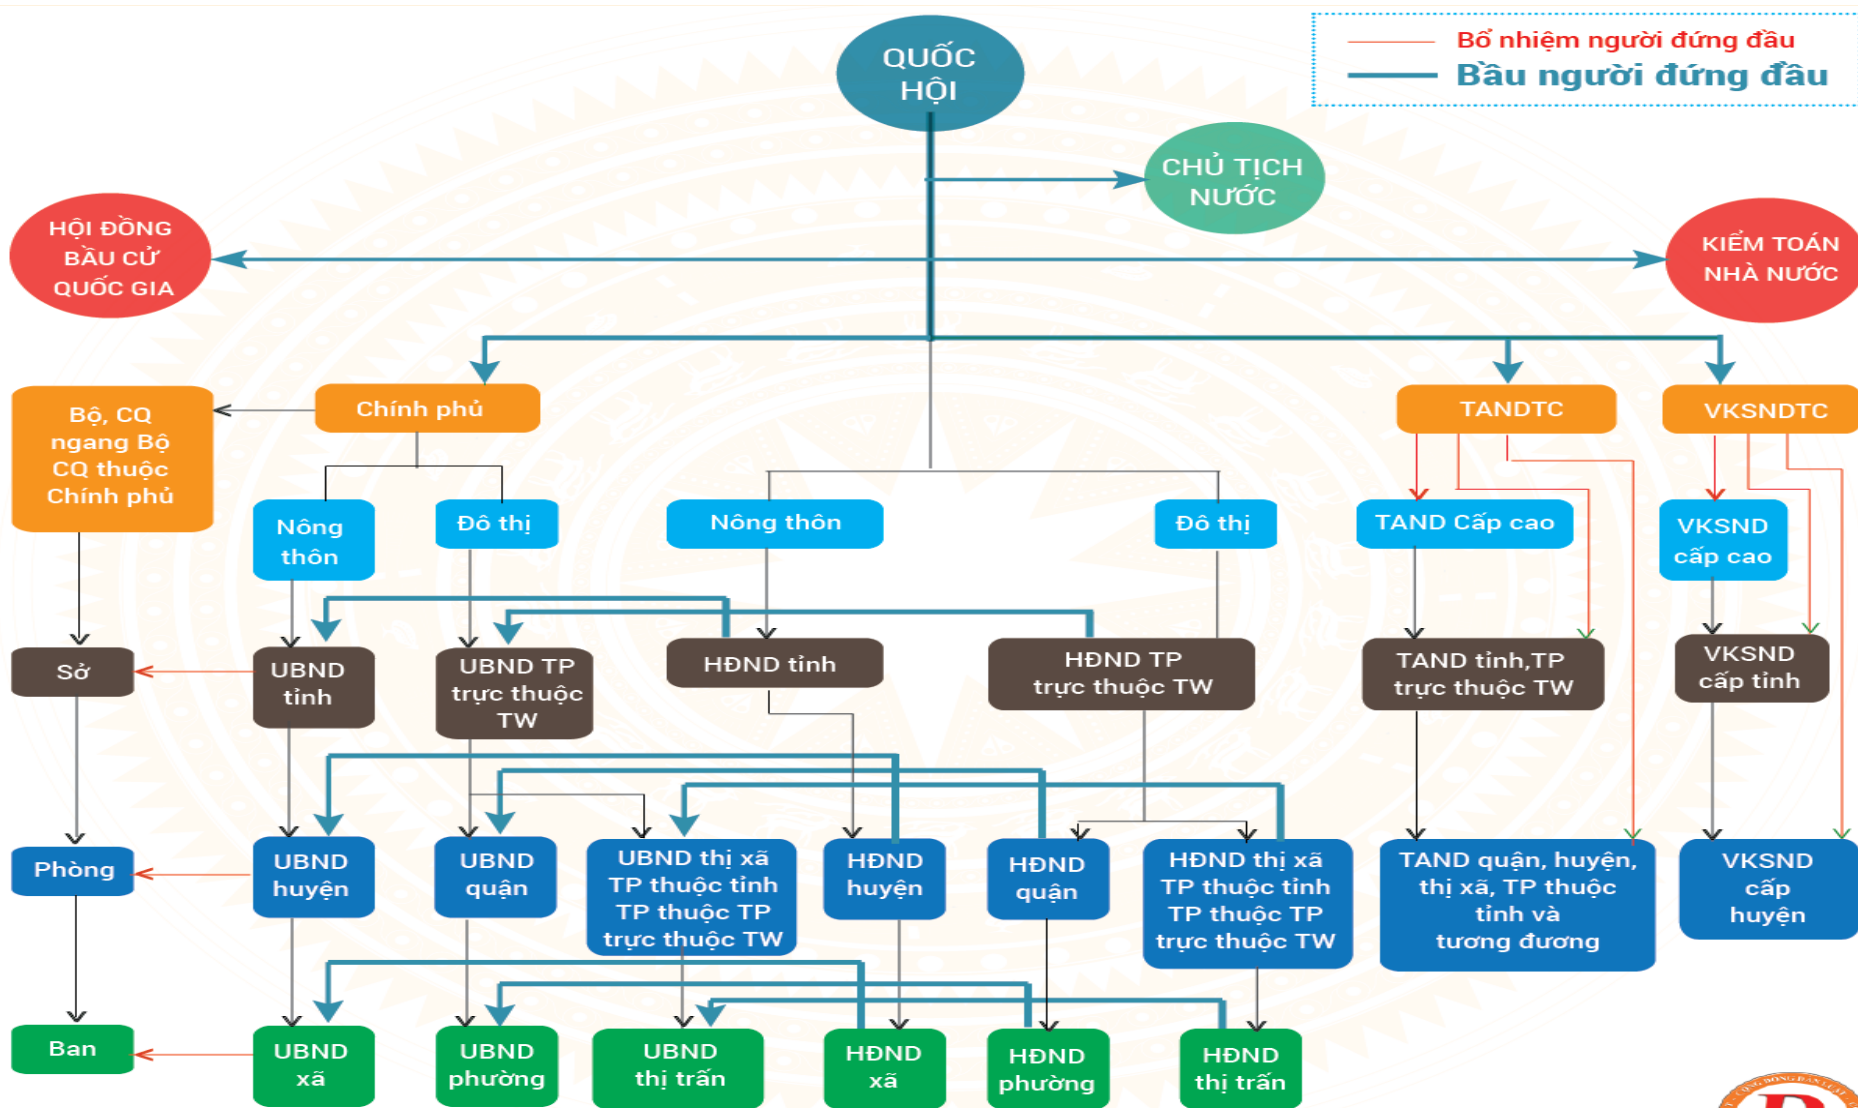 QUỐC
HỘI
Bổ nhiệm người đứng đầu
Bầu người đứng đầu
CHỦ TỊCH
NƯỚC
HỘI ĐỒNG
BẦU CỬ
QUỐC GIA
KIỂM TOÁN
NHÀ NƯỚC
Bộ, CQ
ngang Bộ
CQ thuộc
Chính phủ
Chính phủ
TANDTC
VKSNDTC
Nông
thôn
Đô thị
Nông thôn
Đô thị
TAND Cấp cao
VKSND
cấp cao
Sở
UBND
tỉnh
UBND TP
trực thuộc
TW
HĐND tỉnh
HĐND TP
trực thuộc TW
TAND tỉnh,TP
trực thuộc TW
VKSND
cấp tỉnh
Phòng
UBND
huyện
UBND
quận
UBND thị xã
TP thuộc tỉnh
TP thuộc TP
trực thuộc TW
HĐND
huyện
HĐND
quận
HĐND thị xã
TP thuộc tỉnh
TP thuộc TP
trực thuộc TW
TAND quận, huyện,
thị xã, TP thuộc
tỉnh và
tương đương
VKSND
cấp
huyện
Ban
UBND
xã
UBND
phường
UBND
thị trấn
HĐND
xã
HĐND
phường
HĐND
thị trấn